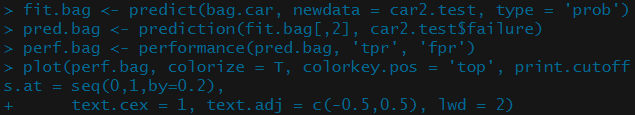 > fit.bag <- predict(bag.car, newdata = car2.test, type = 'prob')
> pred.bag <- prediction(fit.bag[,2], car2.test$failure)
> perf.bag <- performance(pred.bag, 'tpr', 'fpr')
> plot(perf.bag, colorize = T, colorkey.pos = 'top', print.cutoff
s.at = seq(0,1,by=0.2),
+      text.cex = 1, text.adj = c(-0.5,0.5), lwd = 2)